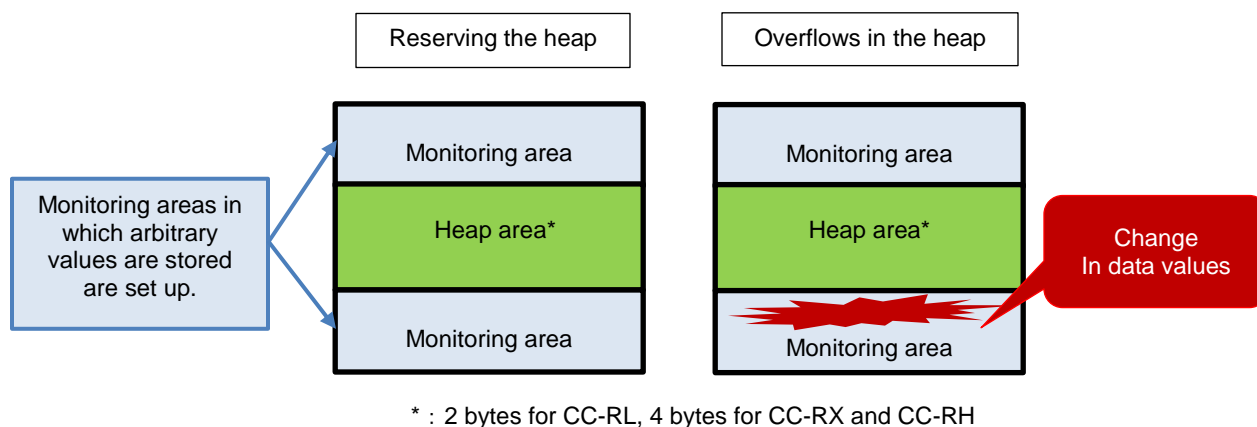 Reserving the heap
Overflows in the heap
Monitoring area
Heap area*
Monitoring area
Monitoring areas in
which arbitrary
values are stored
are set up.
Monitoring area
Heap area*
Monitoring area
Change
In data values
* : 2 bytes for CC-RL, 4 bytes for CC-RX and CC-RH